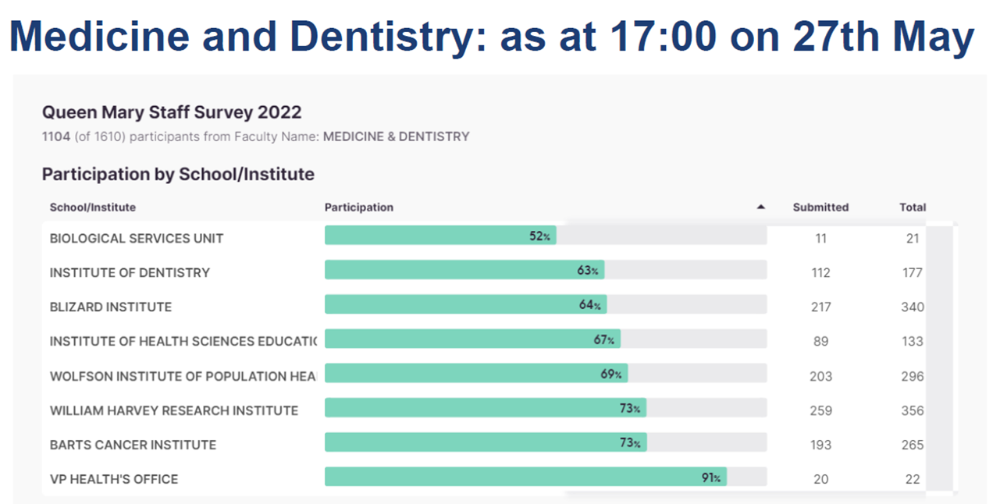 Medicine and Dentistry: as at 17:00 on 27th May
Queen Mary Staff Survey 2022
1104 (of 1610) participants from Faculty Name: MEDICINE & DENTISTRY
Participation by School/Institute
School/Institute Participation Submitted Total
BIOLOGICAL SERVICES UNIT 52% 11 21
INSTITUTE OF DENTISTRY 63% 112 177
BLIZARD INSTITUTE 64% 217 340
INSTITUTE OF HEALTH SCIENCES EDUCATIO 67% 89 133
WOLFSON INSTITUTE OF POPULATION HEA 69% 203 296
WILLIAM HARVEY RESEARCH INSTITUTE 73% 259 356
BARTS CANCER INSTITUTE 73% 193 265
VP HEALTH'S OFFICE 91% 20 22